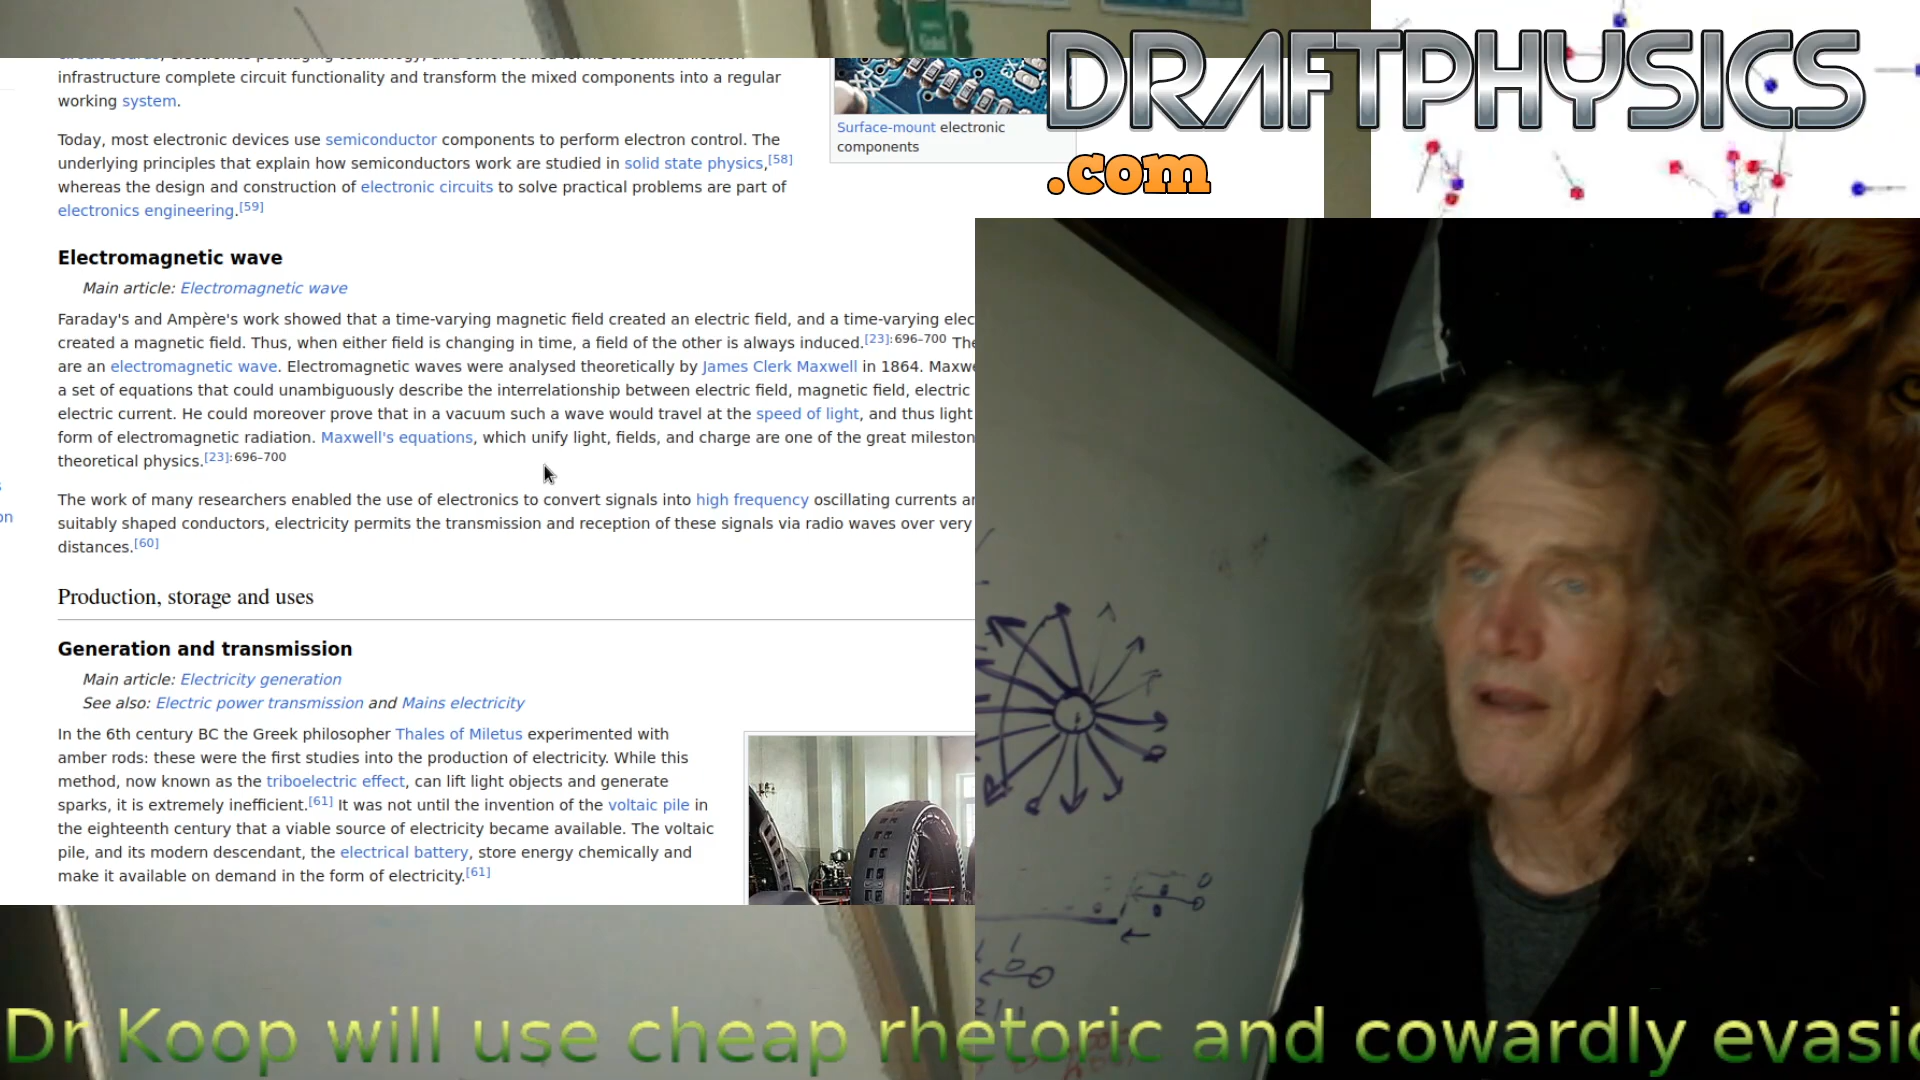 DRAFTPHYSICS
.com
infrastructure complete circuit functionality and transform the mixed components into a regular
working system.
Surface-mount electronic
components
Today, most electronic devices use semiconductor components to perform electron control. The
underlying principles that explain how semiconductors work are studied in solid state physics,[58]
whereas the design and construction of electronic circuits to solve practical problems are part of
electronics engineering.[59]
Electromagnetic wave
Main article: Electromagnetic wave
Faraday's and Ampère's work showed that a time-varying magnetic field created an electric field, and a time-varying elec
created a magnetic field. Thus, when either field is changing in time, a field of the other is always induced.[23]:696–700 The
are an electromagnetic wave. Electromagnetic waves were analysed theoretically by James Clerk Maxwell in 1864. Maxwe
a set of equations that could unambiguously describe the interrelationship between electric field, magnetic field, electric
electric current. He could moreover prove that in a vacuum such a wave would travel at the speed of light, and thus light
form of electromagnetic radiation. Maxwell's equations, which unify light, fields, and charge are one of the great mileston
theoretical physics.[23]:696–700
The work of many researchers enabled the use of electronics to convert signals into high frequency oscillating currents an
suitably shaped conductors, electricity permits the transmission and reception of these signals via radio waves over very
distances.[60]
Production, storage and uses
Generation and transmission
Main article: Electricity generation
See also: Electric power transmission and Mains electricity
In the 6th century BC the Greek philosopher Thales of Miletus experimented with
amber rods: these were the first studies into the production of electricity. While this
method, now known as the triboelectric effect, can lift light objects and generate
sparks, it is extremely inefficient.[61] It was not until the invention of the voltaic pile in
the eighteenth century that a viable source of electricity became available. The voltaic
pile, and its modern descendant, the electrical battery, store energy chemically and
make it available on demand in the form of electricity.[61]
Dr Koop will use cheap rhetoric and cowardly evasi